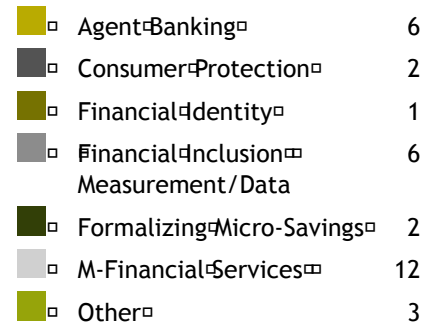 Agent Banking 6
Consumer Protection 2
Financial Identity 1
Financial Inclusion 6
Measurement/Data
Formalizing Micro-Savings 2
M-Financial Services 12
Other 3